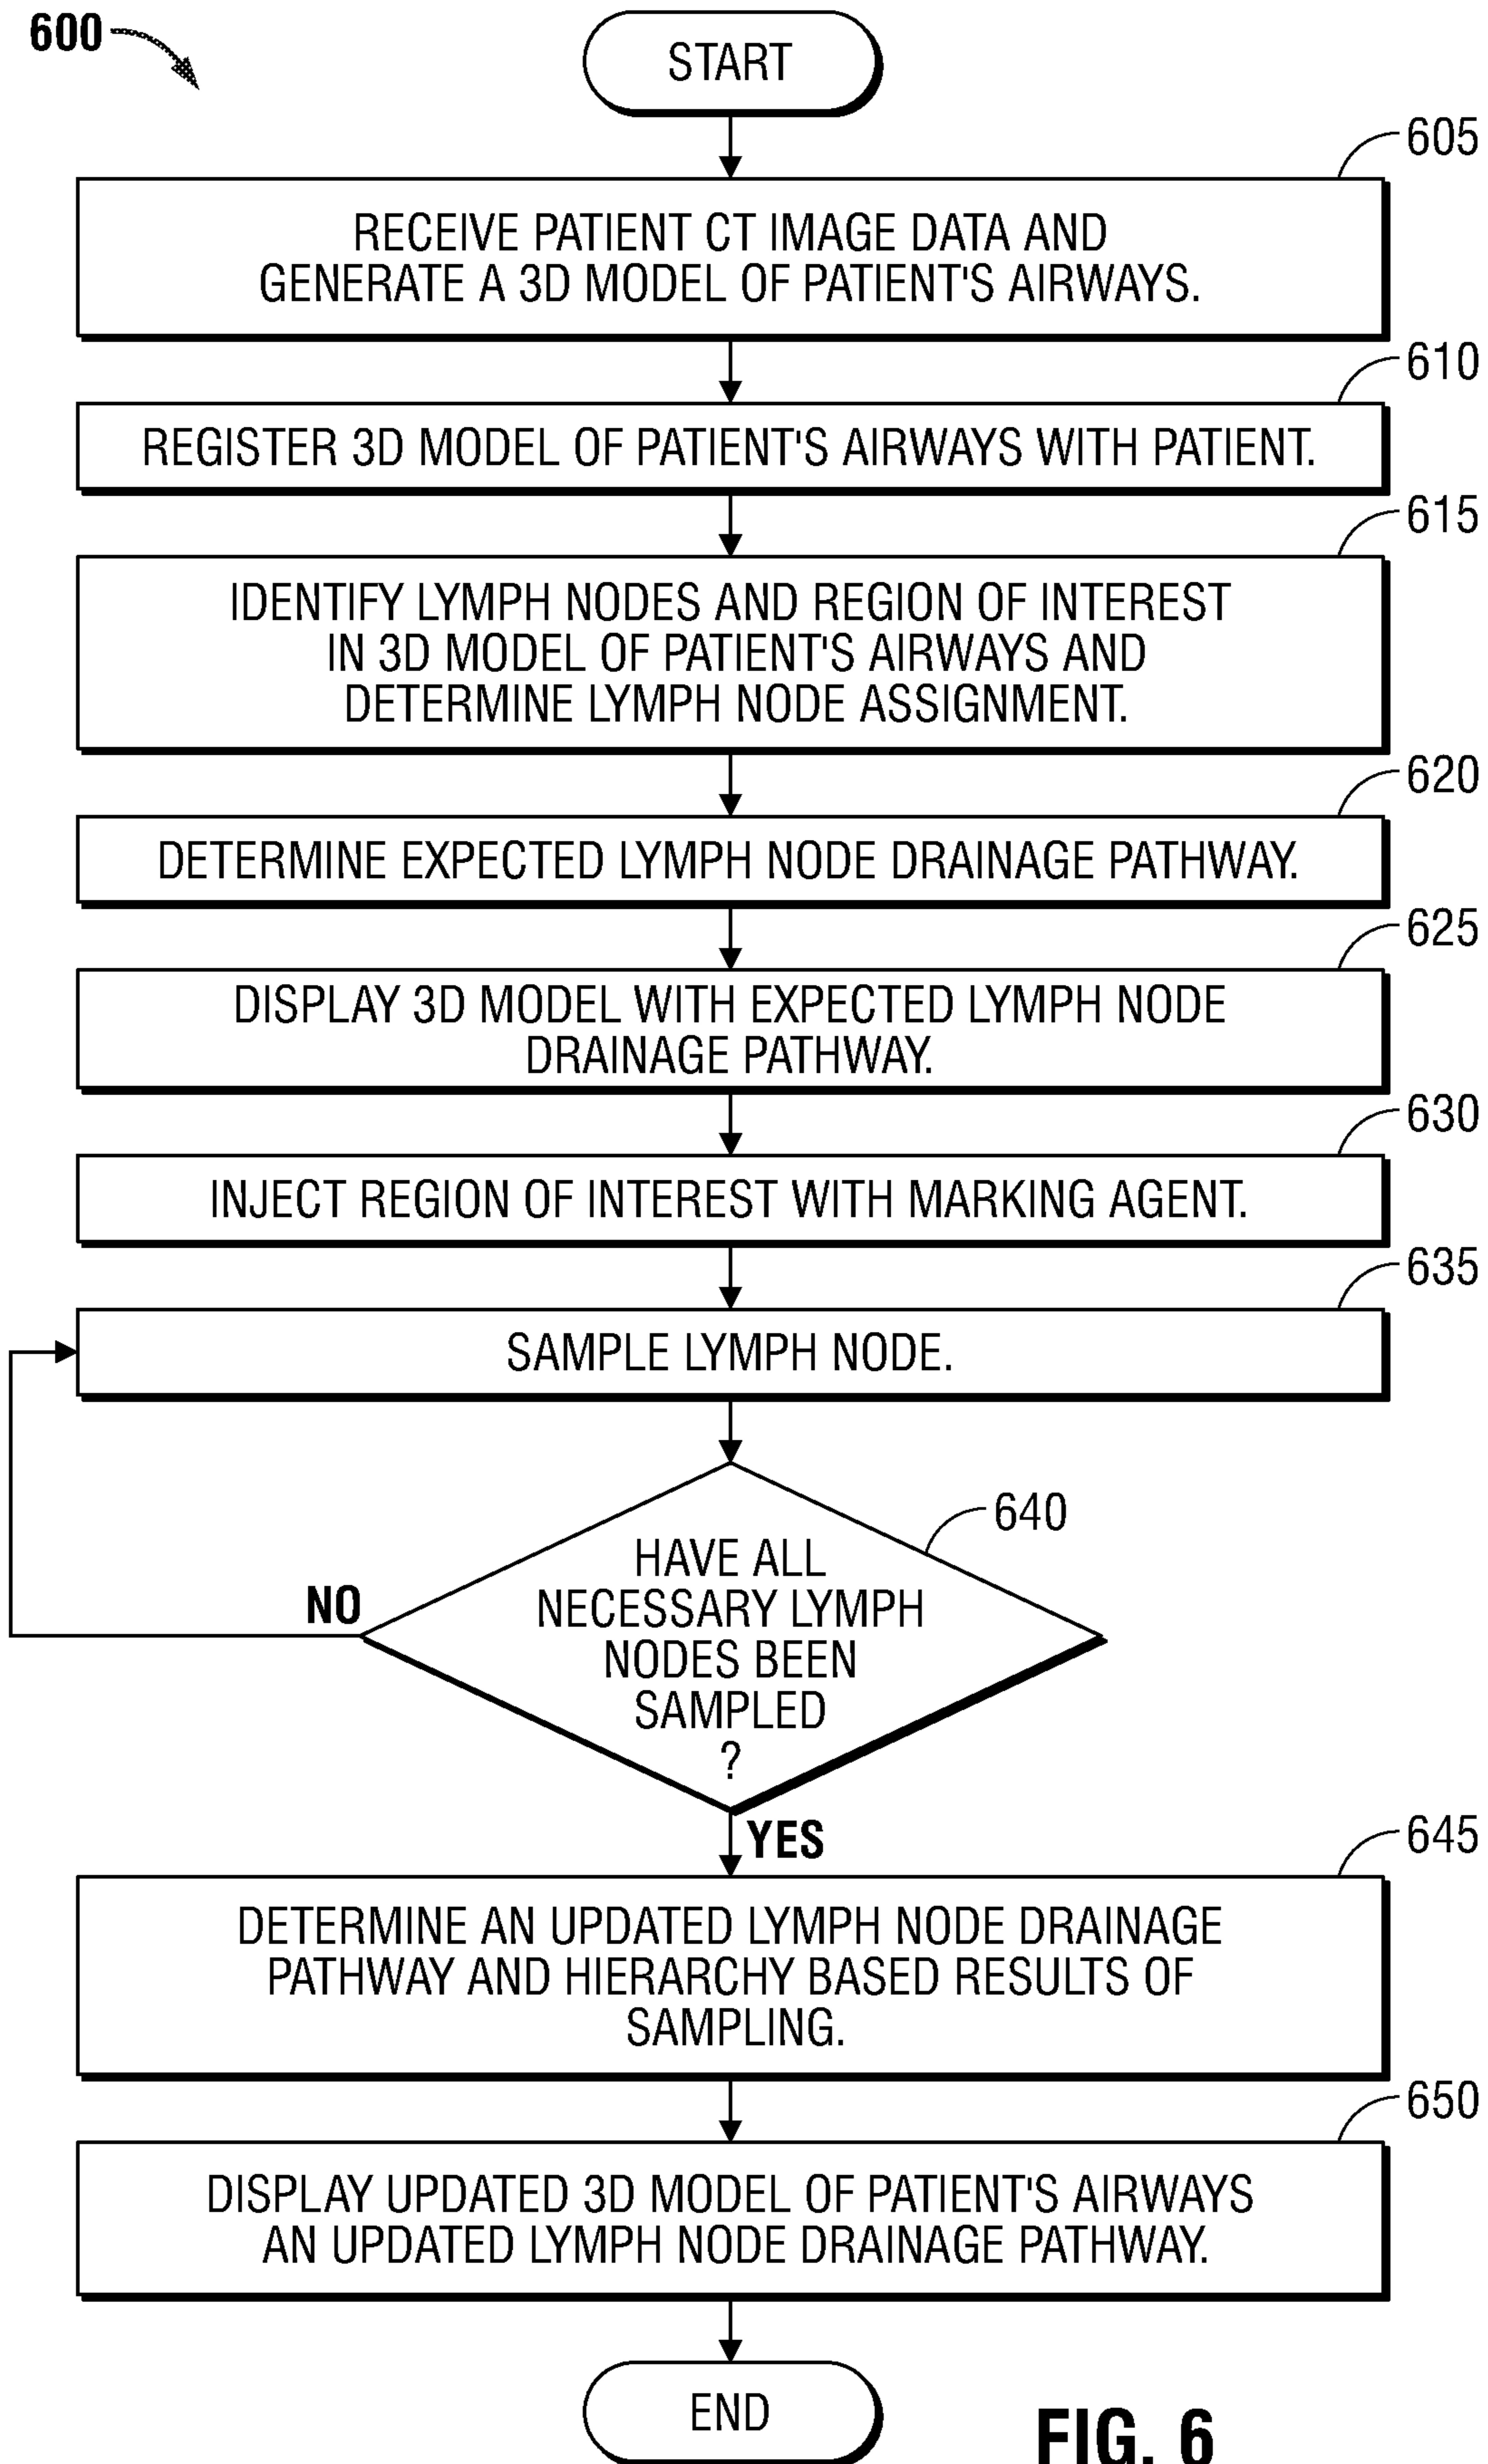 600
START
605
RECEIVE PATIENT CT IMAGE DATA AND
GENERATE A 3D MODEL OF PATIENT'S AIRWAYS.
610
REGISTER 3D MODEL OF PATIENT'S AIRWAYS WITH PATIENT.
615
IDENTIFY LYMPH NODES AND REGION OF INTEREST
IN 3D MODEL OF PATIENT'S AIRWAYS AND
DETERMINE LYMPH NODE ASSIGNMENT.
620
DETERMINE EXPECTED LYMPH NODE DRAINAGE PATHWAY.
625
DISPLAY 3D MODEL WITH EXPECTED LYMPH NODE
DRAINAGE PATHWAY.
630
INJECT REGION OF INTEREST WITH MARKING AGENT.
635
SAMPLE LYMPH NODE.
640
HAVE ALL
NECESSARY LYMPH
NODES BEEN
SAMPLED
?
NO
YES
645
DETERMINE AN UPDATED LYMPH NODE DRAINAGE
PATHWAY AND HIERARCHY BASED RESULTS OF
SAMPLING.
650
DISPLAY UPDATED 3D MODEL OF PATIENT'S AIRWAYS
AN UPDATED LYMPH NODE DRAINAGE PATHWAY.
END
FIG. 6